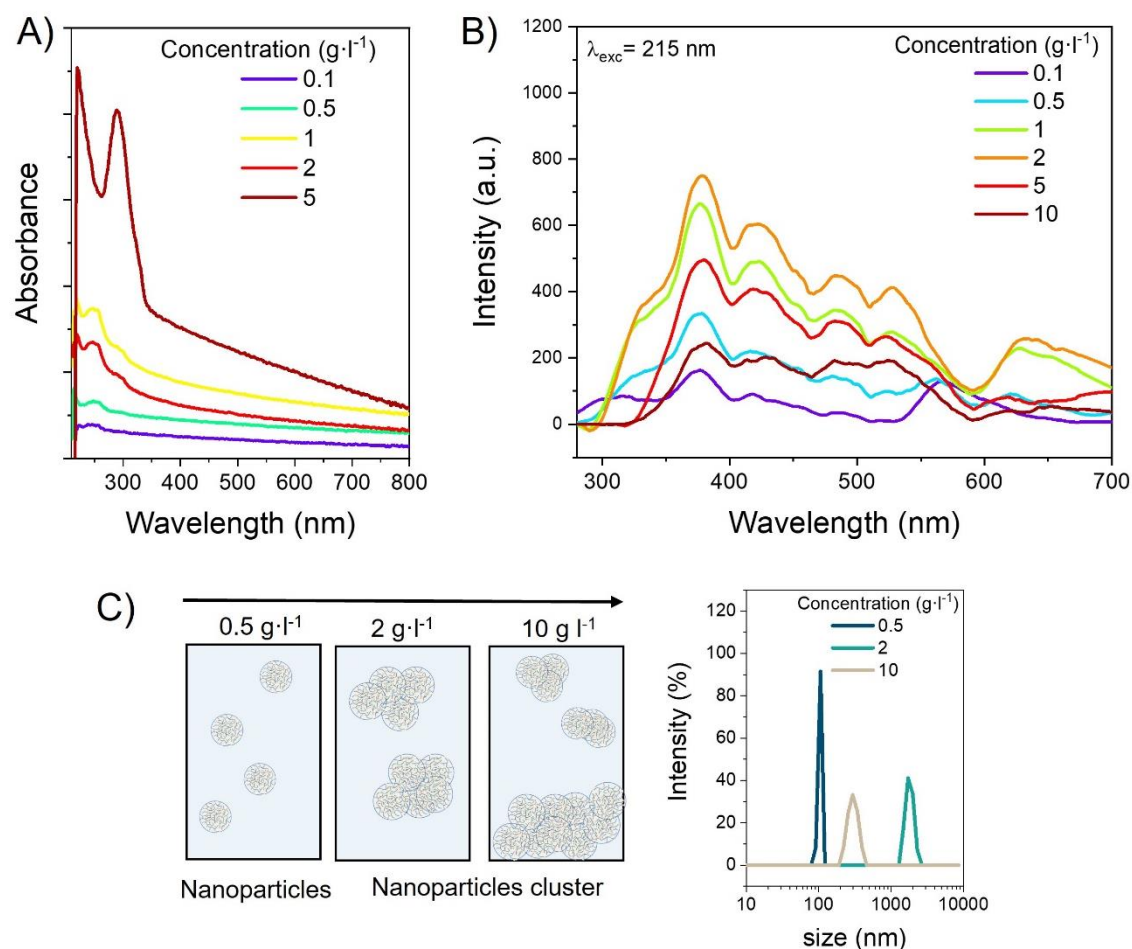 A)
Concentration (g·l⁻¹)
0.1
0.5
1
2
5
Absorbance
300 400 500 600 700 800
Wavelength (nm)
B)
λexc= 215 nm
Concentration (g·l⁻¹)
0.1
0.5
1
2
5
10
1200
1000
800
600
400
200
0
Intensity (a.u.)
300 400 500 600 700
Wavelength (nm)
C)
0.5 g·l⁻¹ 2 g·l⁻¹ 10 g l⁻¹
Nanoparticles Nanoparticles cluster
Concentration (g·l⁻¹)
0.5
2
10
120
100
80
60
40
20
0
Intensity (%)
10 100 1000 10000
size (nm)